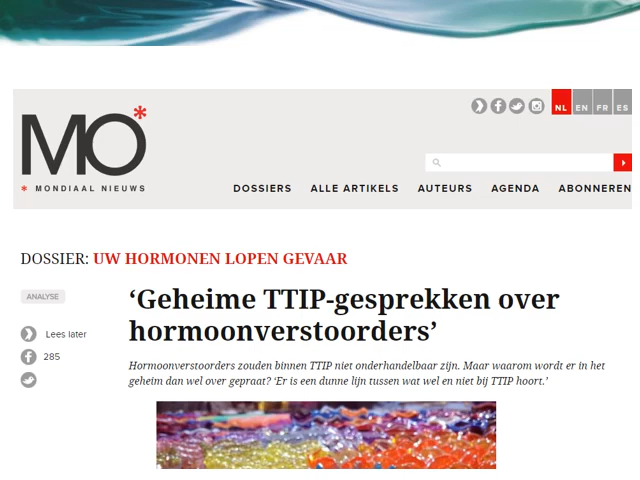 NL EN FR ES
MO*
* MONDIAAL NIEUWS
DOSSIERS ALLE ARTIKELS AUTEURS AGENDA ABONNEREN
DOSSIER: UW HORMONEN LOPEN GEVAAR
ANALYSE
‘Geheime TTIP-gesprekken over
hormoonverstoorders’
Lees later
285
Hormoonverstoorders zouden binnen TTIP niet onderhandelbaar zijn. Maar waarom wordt er in het
geheim dan wel over gepraat? ‘Er is een dunne lijn tussen wat wel en niet bij TTIP hoort.’